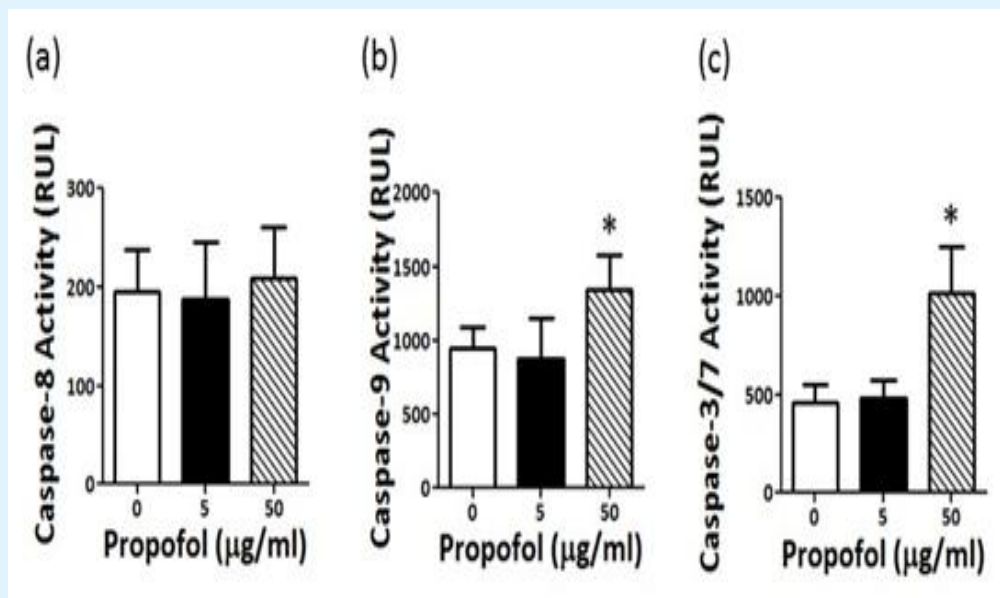 (a)
Caspase-8 Activity (RUL)
300
200
100
0
0 5 50
Propofol (μg/ml)
(b)
Caspase-9 Activity (RUL)
2000
1500
1000
500
0
*
0 5 50
Propofol (μg/ml)
(c)
Caspase-3/7 Activity (RUL)
1500
1000
500
0
*
0 5 50
Propofol (μg/ml)